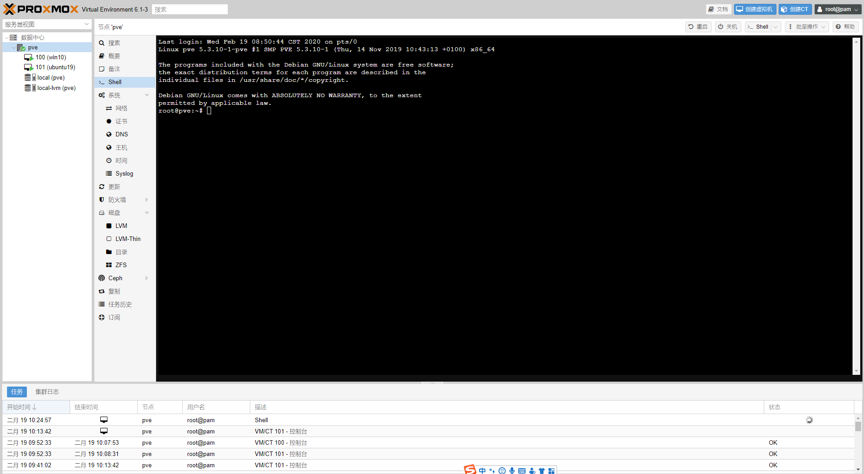 PROXMOX Virtual Environment 6.1-3 搜索 文档 创建虚拟机 创建CT root@pam
服务器视图
节点 'pve' 重启 关机 Shell 批量操作 帮助
数据中心
pve
100 (win10)
101 (ubuntu19)
local (pve)
local-lvm (pve)
搜索
概要
备注
Shell
系统
网络
证书
DNS
主机
时间
Syslog
更新
防火墙
磁盘
LVM
LVM-Thin
目录
ZFS
Ceph
复制
任务历史
订阅
Last login: Wed Feb 19 08:50:44 CST 2020 on pts/0
Linux pve 5.3.10-1-pve #1 SMP PVE 5.3.10-1 (Thu, 14 Nov 2019 10:43:13 +0100) x86_64
The programs included with the Debian GNU/Linux system are free software;
the exact distribution terms for each program are described in the
individual files in /usr/share/doc/*/copyright.
Debian GNU/Linux comes with ABSOLUTELY NO WARRANTY, to the extent
permitted by applicable law.
root@pve:~#
任务 集群日志
开始时间 ↓ 结束时间 节点 用户名 描述 状态
二月 19 10:24:57 pve root@pam Shell
二月 19 10:13:42 pve root@pam VM/CT 101 - 控制台
二月 19 09:52:33 二月 19 10:07:53 pve root@pam VM/CT 100 - 控制台 OK
二月 19 09:52:33 二月 19 10:08:31 pve root@pam VM/CT 101 - 控制台 OK
二月 19 09:41:02 二月 19 10:13:42 pve root@pam VM/CT 101 - 控制台 OK
S 中